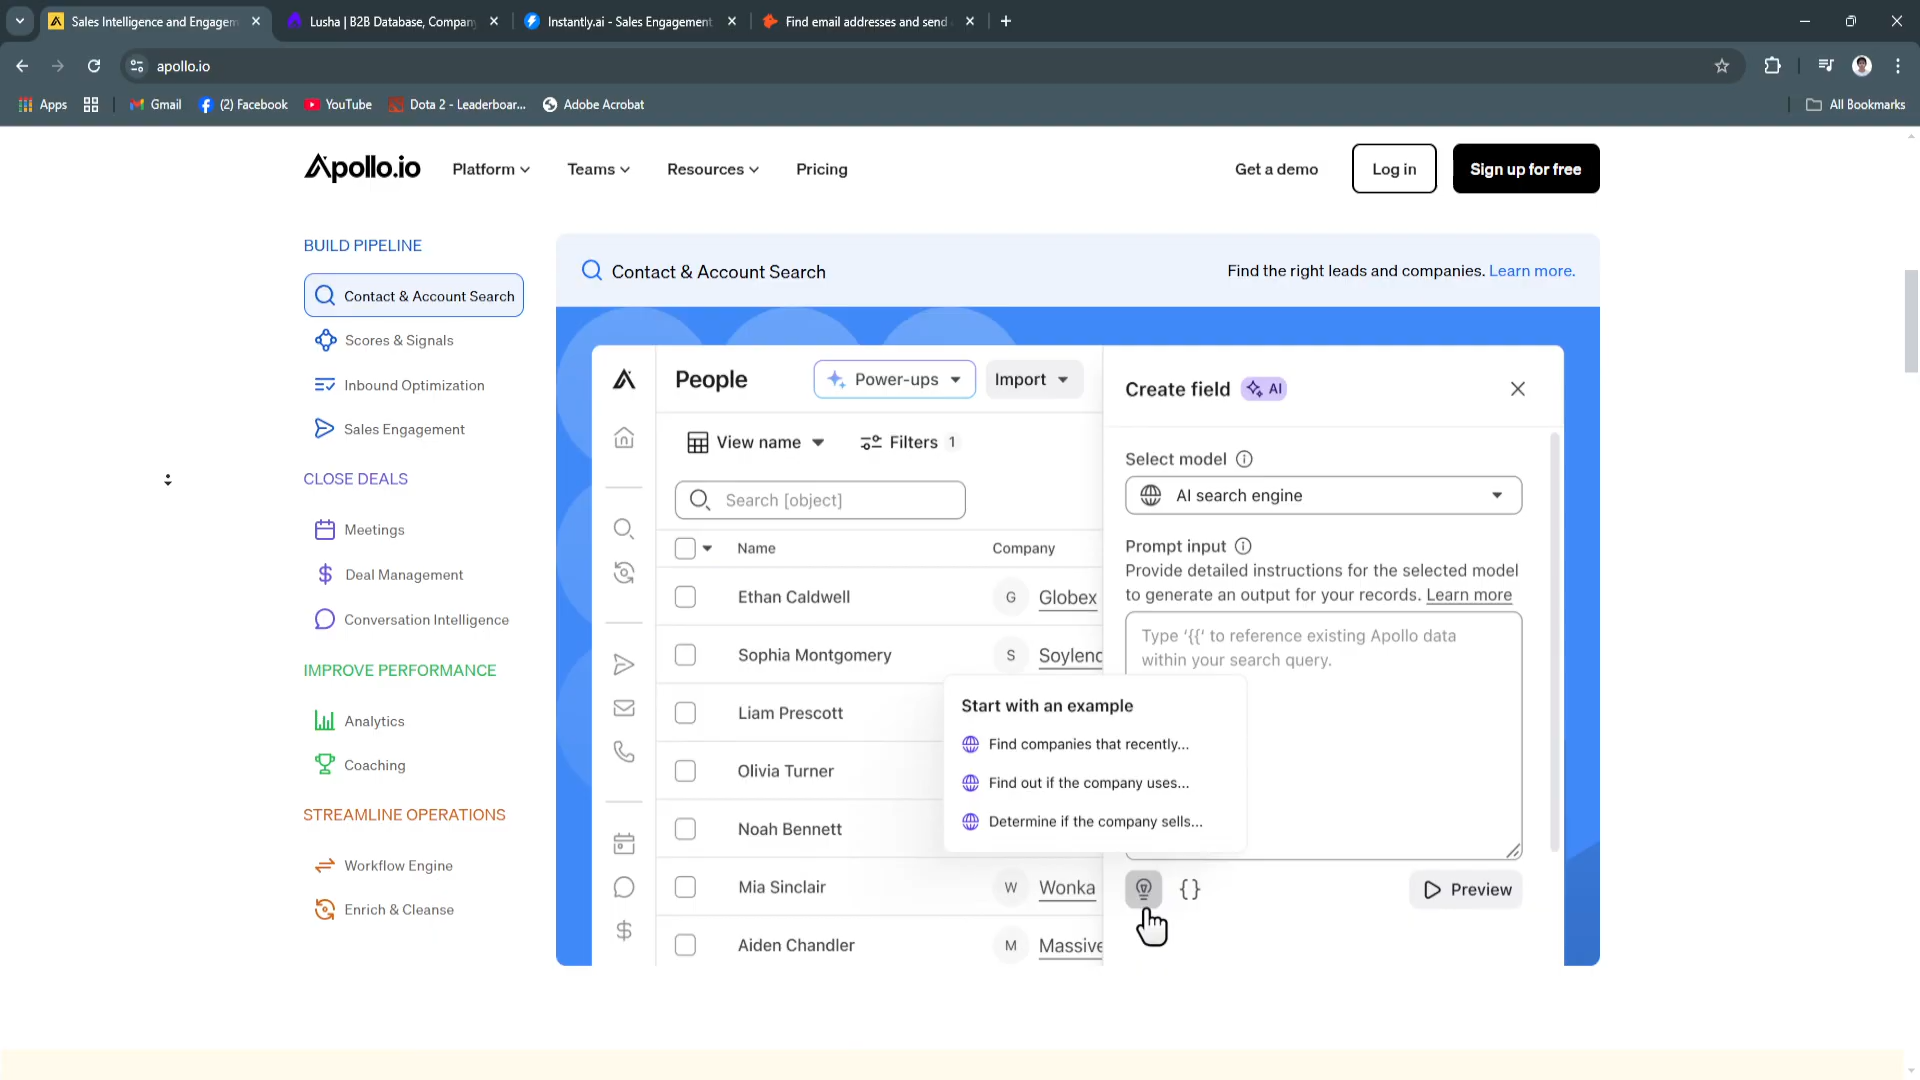 Sales Intelligence and Engagem
Lusha | B2B Database, Company
Instantly.ai - Sales Engagement
Find email addresses and send
apollo.io
Apps
Gmail
(2) Facebook
YouTube
Dota 2 - Leaderboar...
Adobe Acrobat
All Bookmarks
Apollo.io
Platform
Teams
Resources
Pricing
Get a demo
Log in
Sign up for free
BUILD PIPELINE
Contact & Account Search
Scores & Signals
Inbound Optimization
Sales Engagement
CLOSE DEALS
Meetings
Deal Management
Conversation Intelligence
IMPROVE PERFORMANCE
Analytics
Coaching
STREAMLINE OPERATIONS
Workflow Engine
Enrich & Cleanse
Contact & Account Search
Find the right leads and companies. Learn more.
People
Power-ups
Import
View name
Filters 1
Search [object]
Name Company
Ethan Caldwell G Globex
Sophia Montgomery S Soylend
Liam Prescott
Olivia Turner
Noah Bennett
Mia Sinclair W Wonka
Aiden Chandler M Massive
Create field AI
Select model
AI search engine
Prompt input
Provide detailed instructions for the selected model
to generate an output for your records. Learn more
Type ‘{{‘ to reference existing Apollo data
within your search query.
Start with an example
Find companies that recently...
Find out if the company uses...
Determine if the company sells...
{} Preview